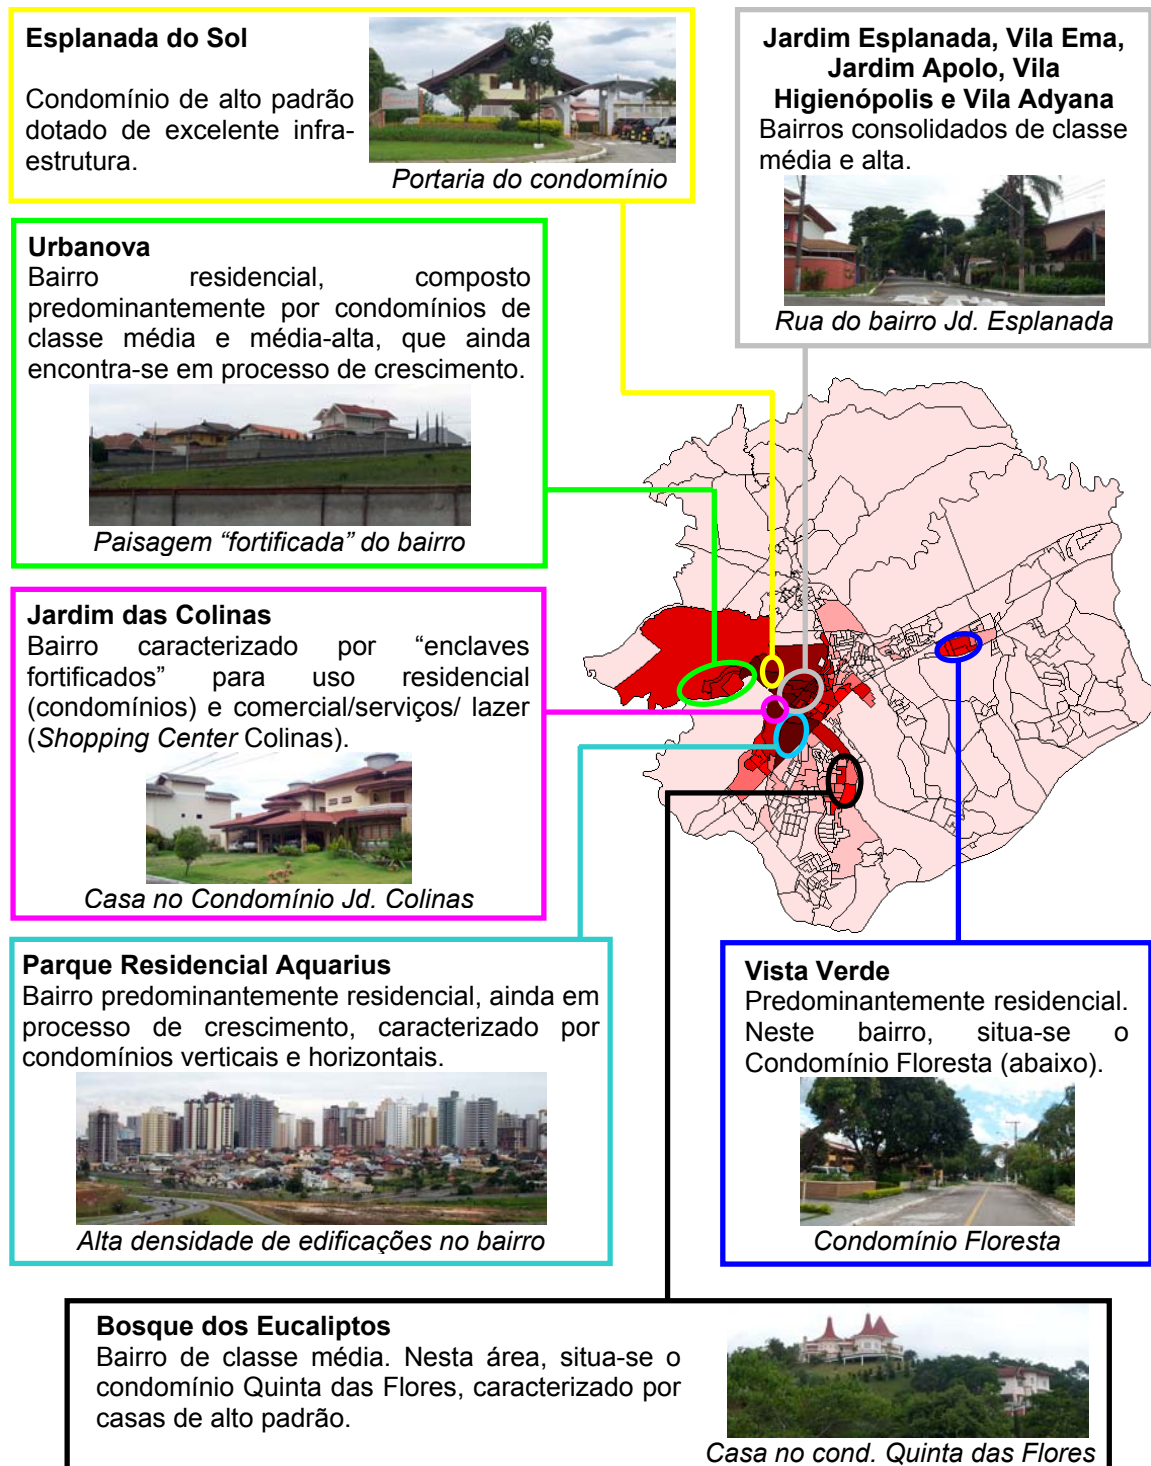 Esplanada do Sol
Condomínio de alto padrão
dotado de excelente infra-
estrutura.
Portaria do condomínio
Jardim Esplanada, Vila Ema,
Jardim Apolo, Vila
Higienópolis e Vila Adyana
Bairros consolidados de classe
média e alta.
Rua do bairro Jd. Esplanada
Urbanova
Bairro residencial, composto
predominantemente por condomínios de
classe média e média-alta, que ainda
encontra-se em processo de crescimento.
Paisagem “fortificada” do bairro
Jardim das Colinas
Bairro caracterizado por “enclaves
fortificados” para uso residencial
(condomínios) e comercial/serviços/ lazer
(Shopping Center Colinas).
Casa no Condomínio Jd. Colinas
Parque Residencial Aquarius
Bairro predominantemente residencial, ainda em
processo de crescimento, caracterizado por
condomínios verticais e horizontais.
Alta densidade de edificações no bairro
Vista Verde
Predominantemente residencial.
Neste bairro, situa-se o
Condomínio Floresta (abaixo).
Condomínio Floresta
Bosque dos Eucaliptos
Bairro de classe média. Nesta área, situa-se o
condomínio Quinta das Flores, caracterizado por
casas de alto padrão.
Casa no cond. Quinta das Flores